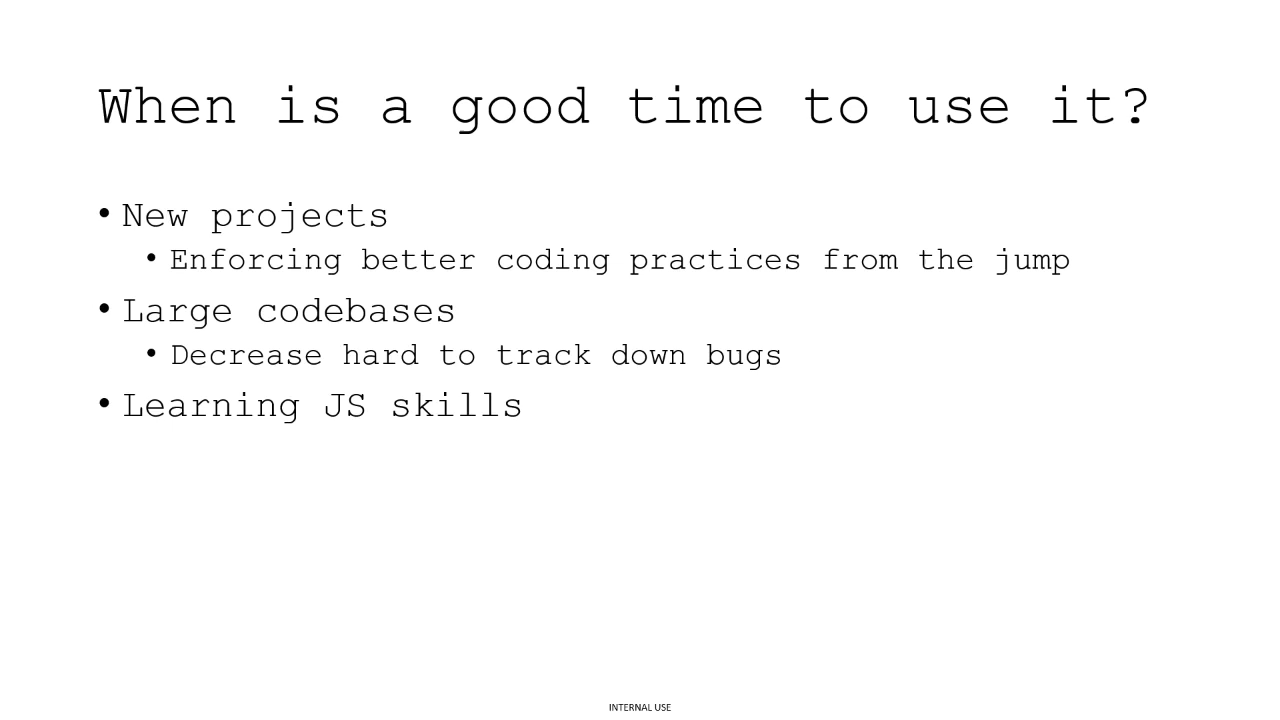 When is a good time to use it?
• New projects
• Enforcing better coding practices from the jump
• Large codebases
• Decrease hard to track down bugs
• Learning JS skills
INTERNAL USE